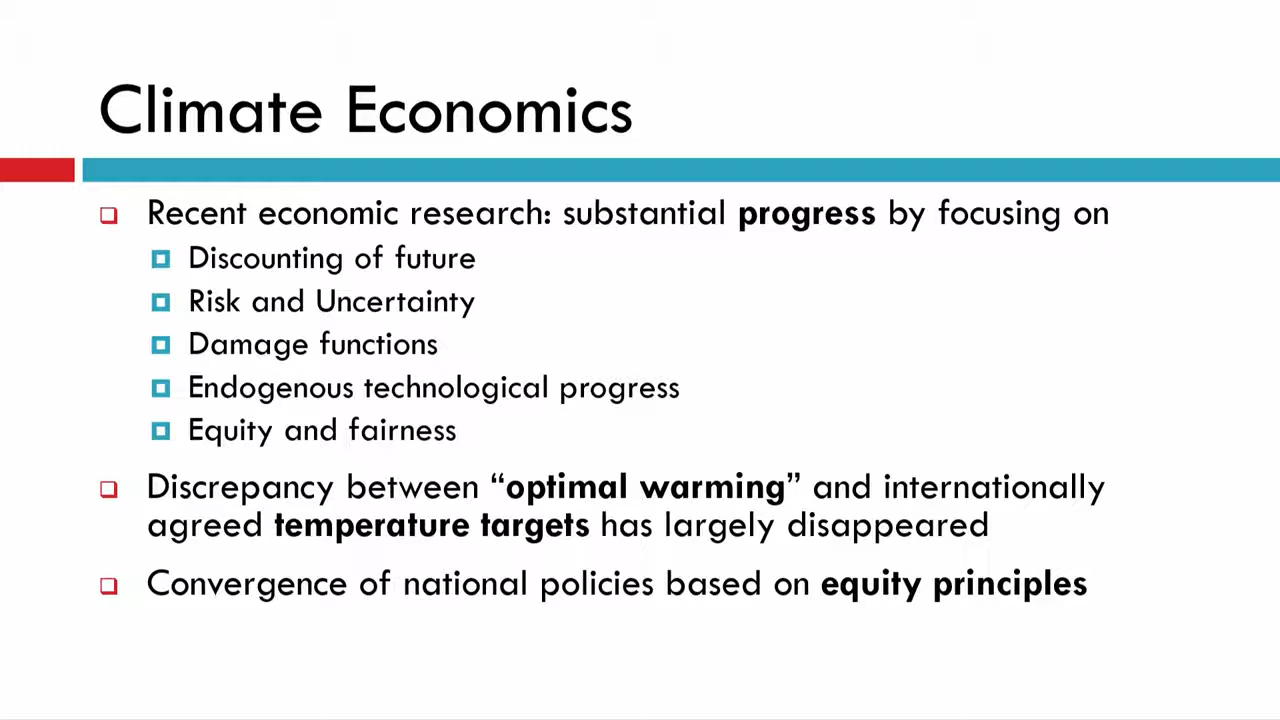 Climate Economics
Recent economic research: substantial progress by focusing on
Discounting of future
Risk and Uncertainty
Damage functions
Endogenous technological progress
Equity and fairness
Discrepancy between “optimal warming” and internationally
agreed temperature targets has largely disappeared
Convergence of national policies based on equity principles